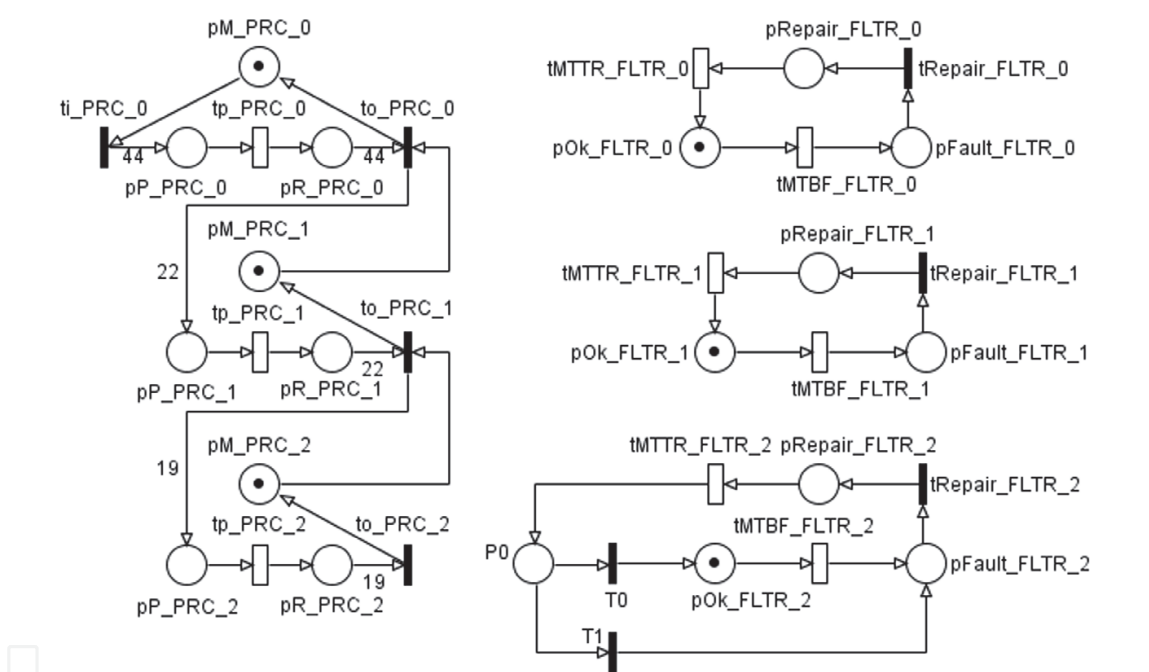 pM_PRC_0
ti_PRC_0
tp_PRC_0
to_PRC_0
44
44
pP_PRC_0
pR_PRC_0
22
pM_PRC_1
tp_PRC_1
to_PRC_1
22
pP_PRC_1
pR_PRC_1
19
pM_PRC_2
tp_PRC_2
to_PRC_2
19
pP_PRC_2
pR_PRC_2
pRepair_FLTR_0
tMTTR_FLTR_0
tRepair_FLTR_0
pOk_FLTR_0
pFault_FLTR_0
tMTBF_FLTR_0
pRepair_FLTR_1
tMTTR_FLTR_1
tRepair_FLTR_1
pOk_FLTR_1
pFault_FLTR_1
tMTBF_FLTR_1
tMTTR_FLTR_2
pRepair_FLTR_2
tRepair_FLTR_2
tMTBF_FLTR_2
P0
pFault_FLTR_2
T0
pOk_FLTR_2
T1